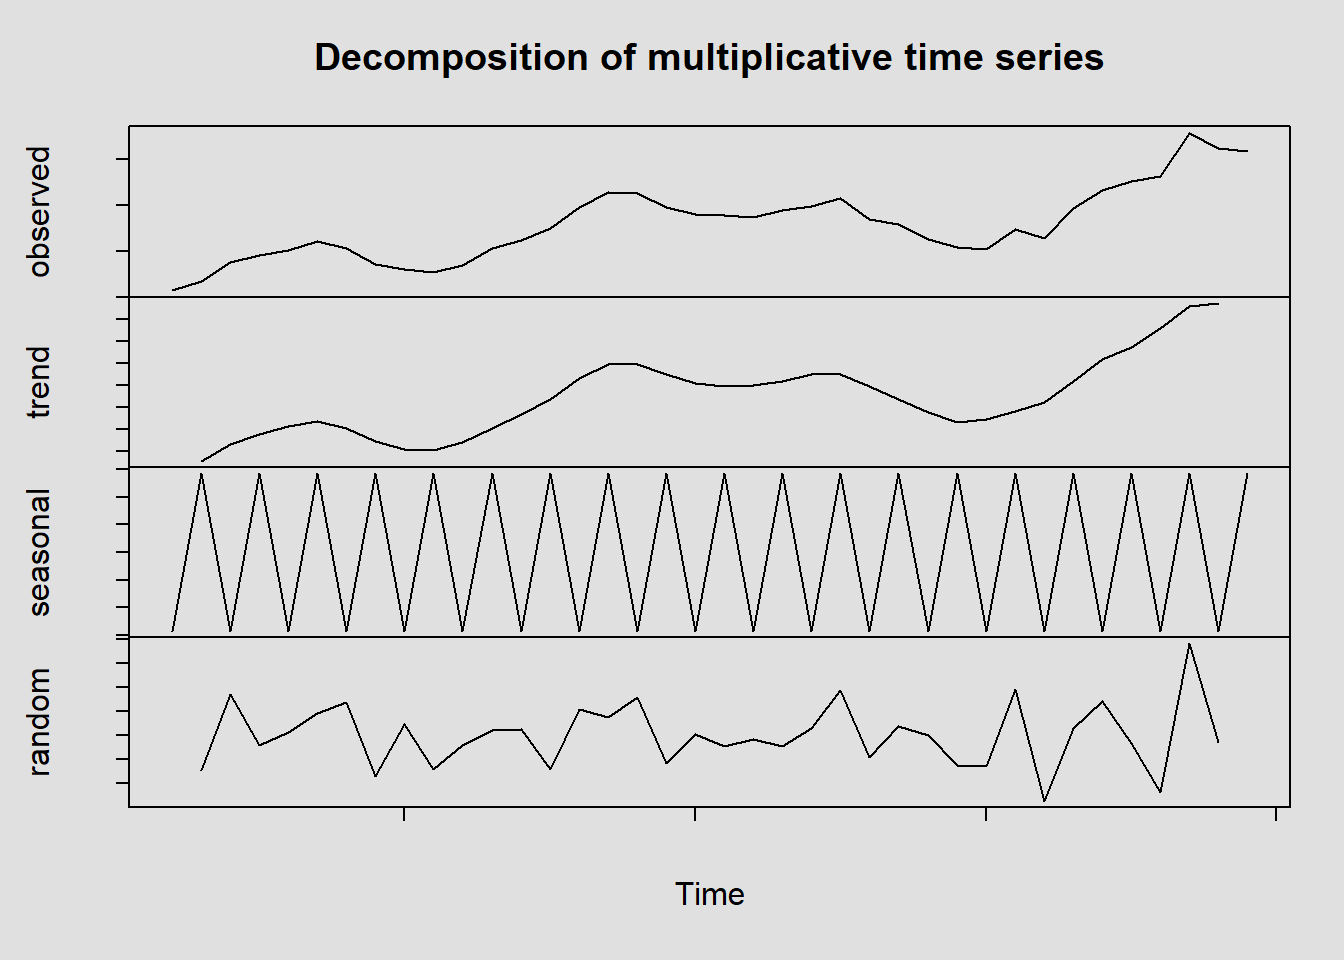 Decomposition of multiplicative time series
observed
trend
seasonal
random
Time